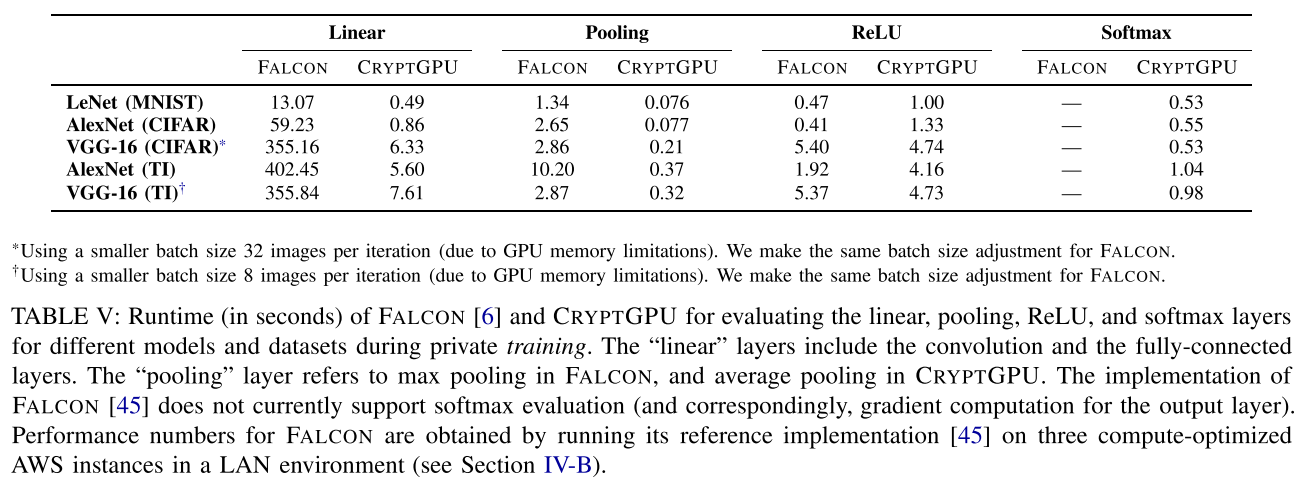 Linear Pooling ReLU Softmax
FALCON CRYPTGPU FALCON CRYPTGPU FALCON CRYPTGPU FALCON CRYPTGPU
LeNet (MNIST) 13.07 0.49 1.34 0.076 0.47 1.00 — 0.53
AlexNet (CIFAR) 59.23 0.86 2.65 0.077 0.41 1.33 — 0.55
VGG-16 (CIFAR)* 355.16 6.33 2.86 0.21 5.40 4.74 — 0.53
AlexNet (TI) 402.45 5.60 10.20 0.37 1.92 4.16 — 1.04
VGG-16 (TI)† 355.84 7.61 2.87 0.32 5.37 4.73 — 0.98
*Using a smaller batch size 32 images per iteration (due to GPU memory limitations). We make the same batch size adjustment for FALCON.
†Using a smaller batch size 8 images per iteration (due to GPU memory limitations). We make the same batch size adjustment for FALCON.
TABLE V: Runtime (in seconds) of FALCON [6] and CRYPTGPU for evaluating the linear, pooling, ReLU, and softmax layers
for different models and datasets during private training. The “linear” layers include the convolution and the fully-connected
layers. The “pooling” layer refers to max pooling in FALCON, and average pooling in CRYPTGPU. The implementation of
FALCON [45] does not currently support softmax evaluation (and correspondingly, gradient computation for the output layer).
Performance numbers for FALCON are obtained by running its reference implementation [45] on three compute-optimized
AWS instances in a LAN environment (see Section IV-B).